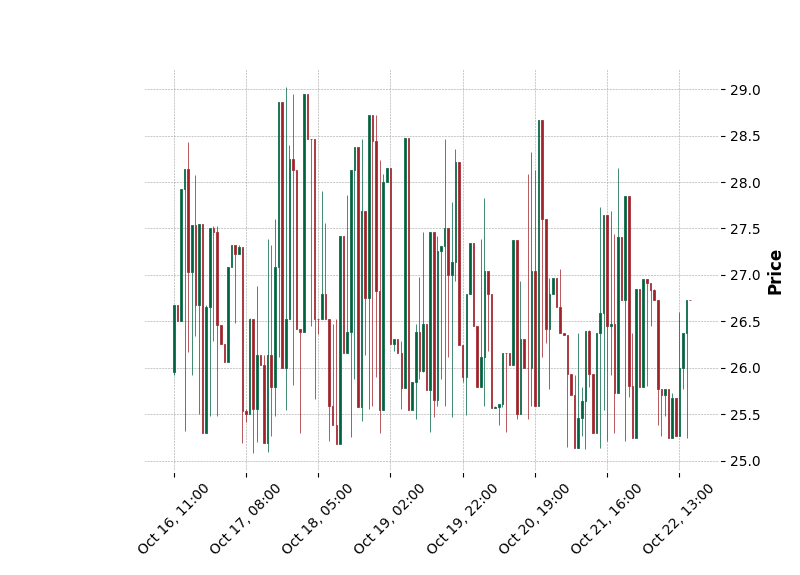 29.0
28.5
28.0
27.5
27.0
26.5
26.0
25.5
25.0
Price
Oct 16, 11:00
Oct 17, 08:00
Oct 18, 05:00
Oct 19, 02:00
Oct 19, 22:00
Oct 20, 19:00
Oct 21, 16:00
Oct 22, 13:00